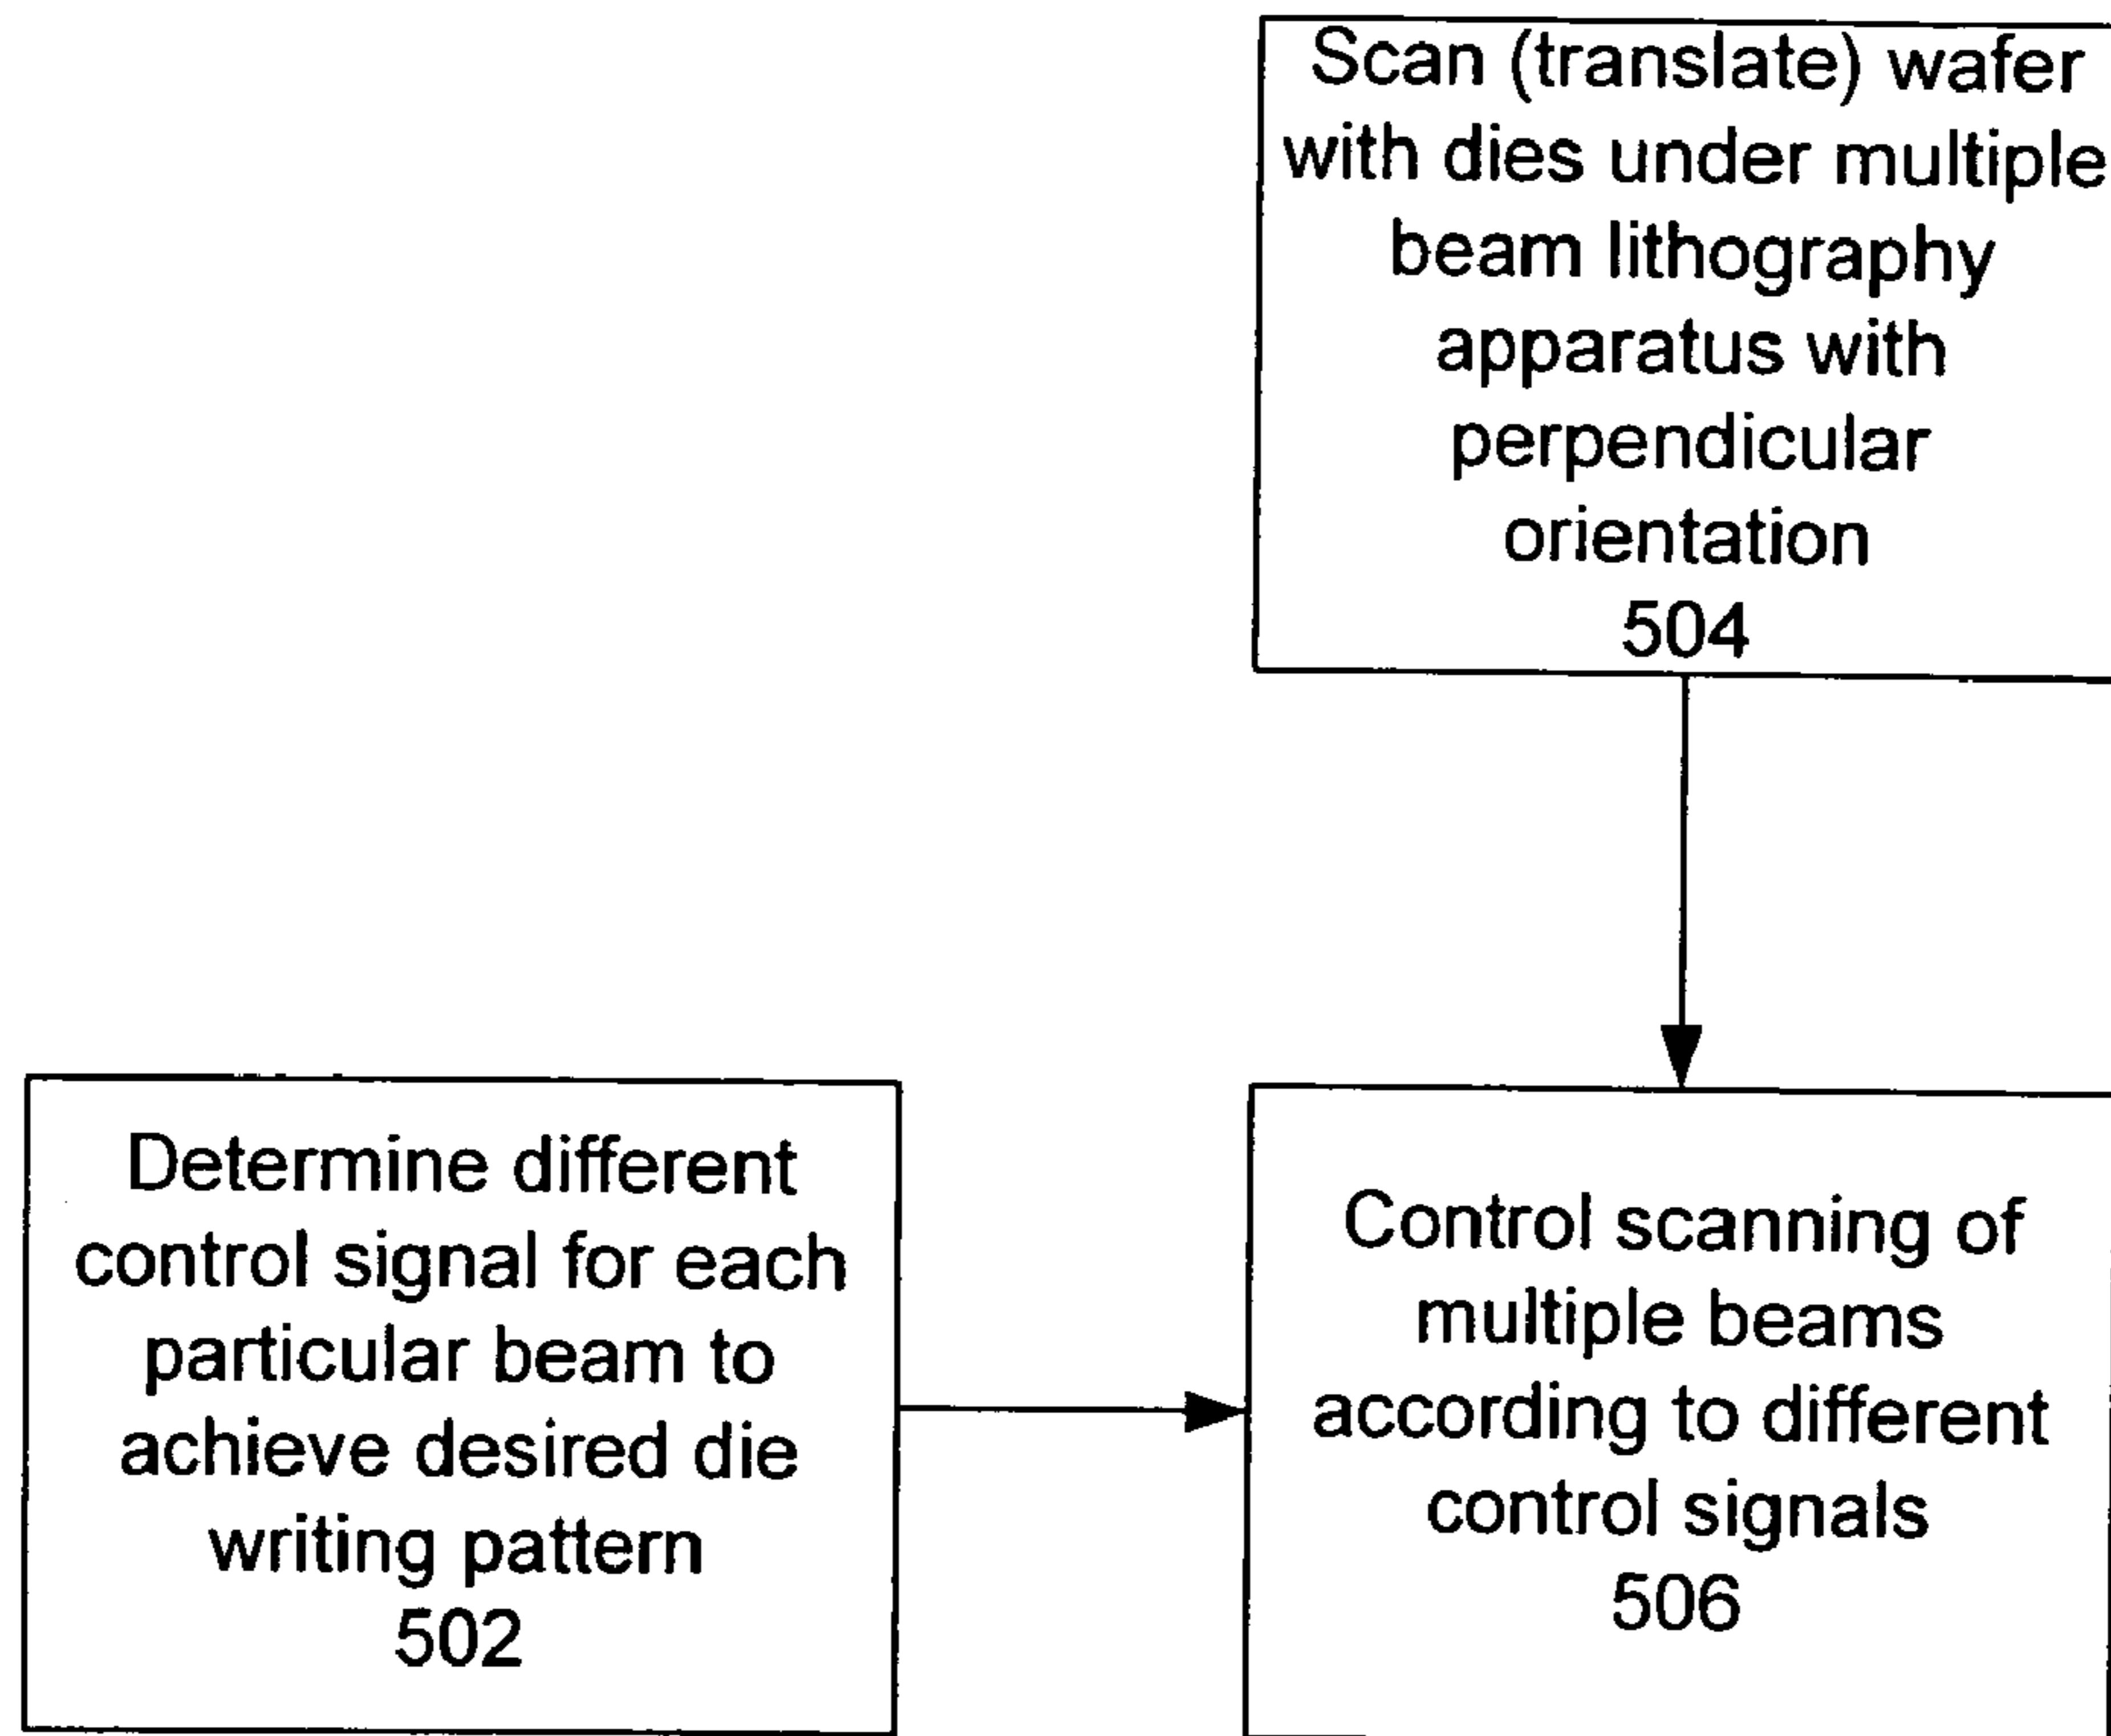 Scan (translate) wafer
with dies under multiple
beam lithography
apparatus with
perpendicular
orientation
504
Determine different
control signal for each
particular beam to
achieve desired die
writing pattern
502
Control scanning of
multiple beams
according to different
control signals
506